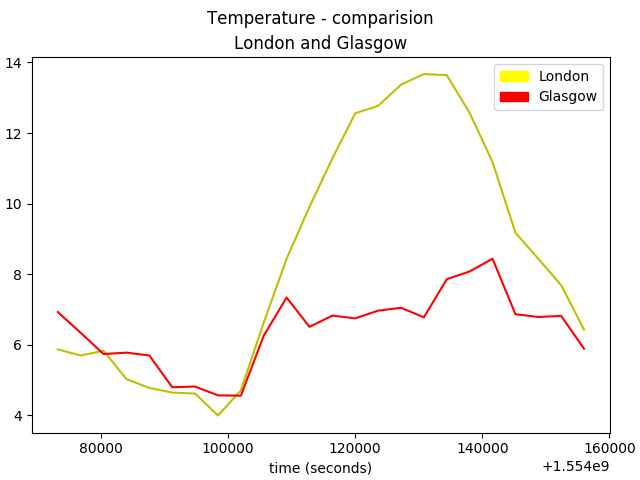 Temperature - comparision
London and Glasgow
14
12
10
8
6
4
London
Glasgow
80000
100000
120000
140000
160000
time (seconds)
+1.554e9